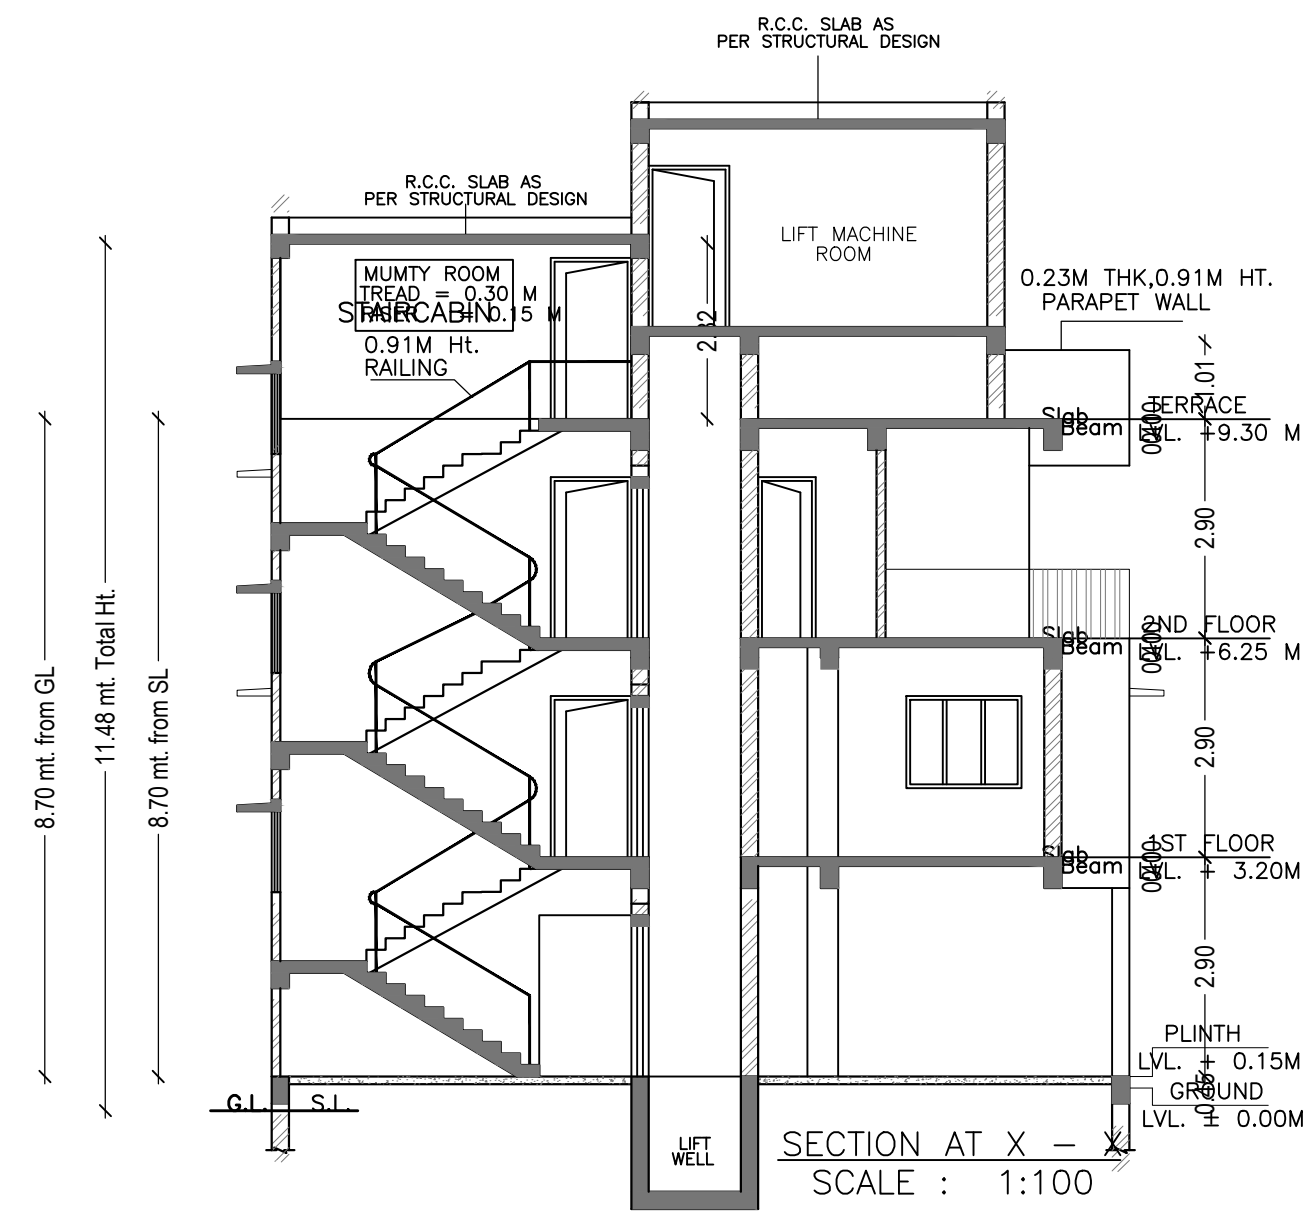 R.C.C. SLAB AS
PER STRUCTURAL DESIGN
R.C.C. SLAB AS
PER STRUCTURAL DESIGN
LIFT MACHINE
ROOM
MUMTY ROOM
TREAD = 0.30 M
STAIRCABIN
RISER = 0.15 M
0.91M Ht.
RAILING
0.23M THK,0.91M HT.
PARAPET WALL
1.01
TERRACE
LVL. +9.30 M
Slab
Beam
2.90
2ND FLOOR
LVL. +6.25 M
Slab
Beam
2.90
1ST FLOOR
LVL. + 3.20M
Slab
Beam
2.90
PLINTH
LVL. + 0.15M
GROUND
LVL. ± 0.00M
8.70 mt. from GL
11.48 mt. Total Ht.
8.70 mt. from SL
G.L. S.L.
LIFT
WELL
SECTION AT X - X
SCALE : 1:100